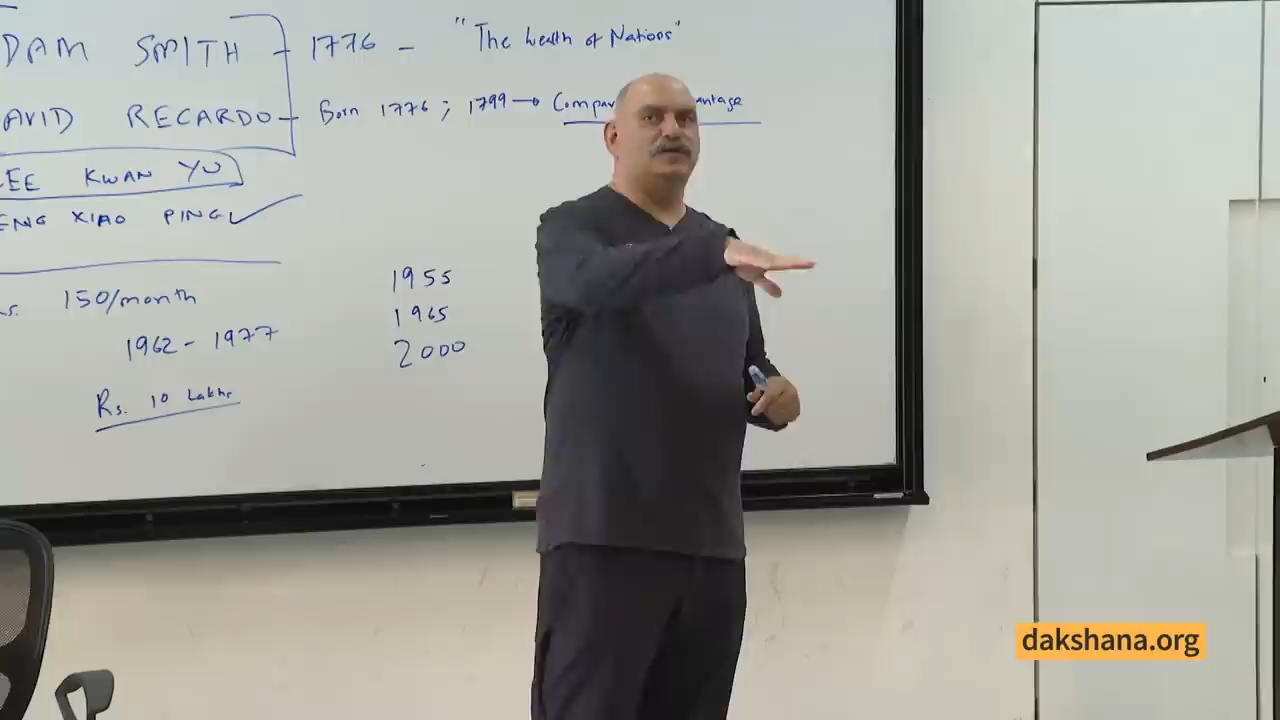 DAM SMITH 1776 - "The Wealth of Nations"
AVID RECARDO - Born 1776 ; 1799 → Compar antage
LEE KWAN YU
ENG XIAO PING
s. 150/month
1962 - 1977
Rs. 10 Lakhs
1955
1965
2000
dakshana.org